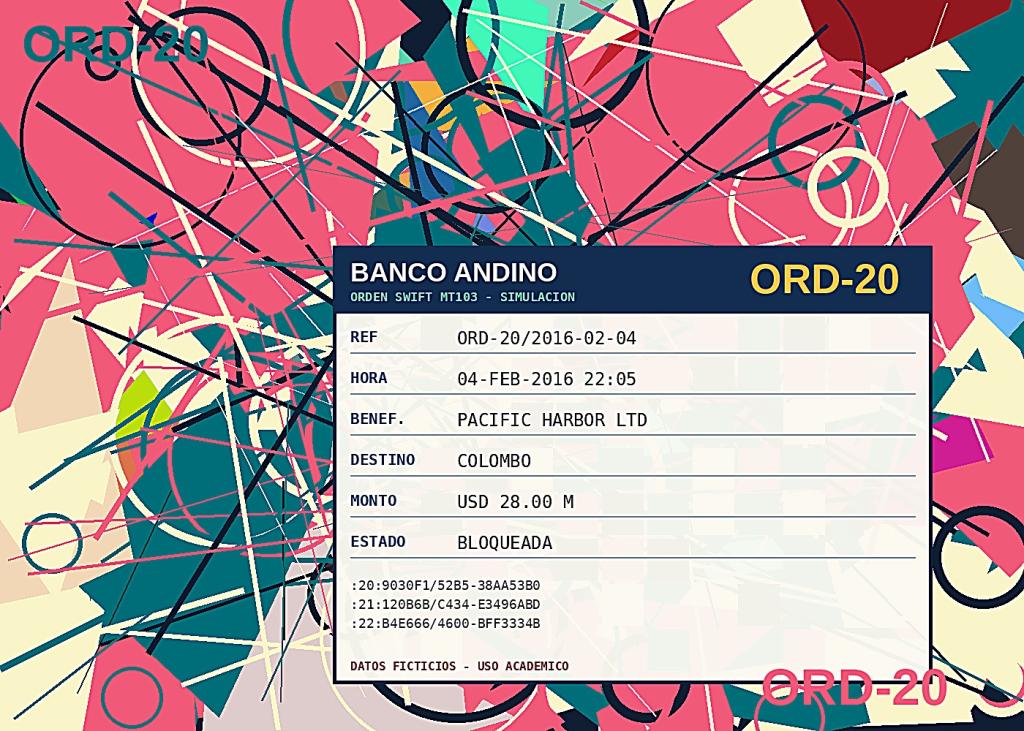 ORD-20
BANCO ANDINO
ORD-20
ORDEN SWIFT MT103 - SIMULACION
REF ORD-20/2016-02-04
HORA 04-FEB-2016 22:05
BENEF. PACIFIC HARBOR LTD
DESTINO COLOMBO
MONTO USD 28.00 M
ESTADO BLOQUEADA
:20:9030F1/52B5-38AA53B0
:21:120B6B/C434-E3496ABD
:22:B4E666/4600-BFF3334B
DATOS FICTICIOS - USO ACADEMICO
ORD-20